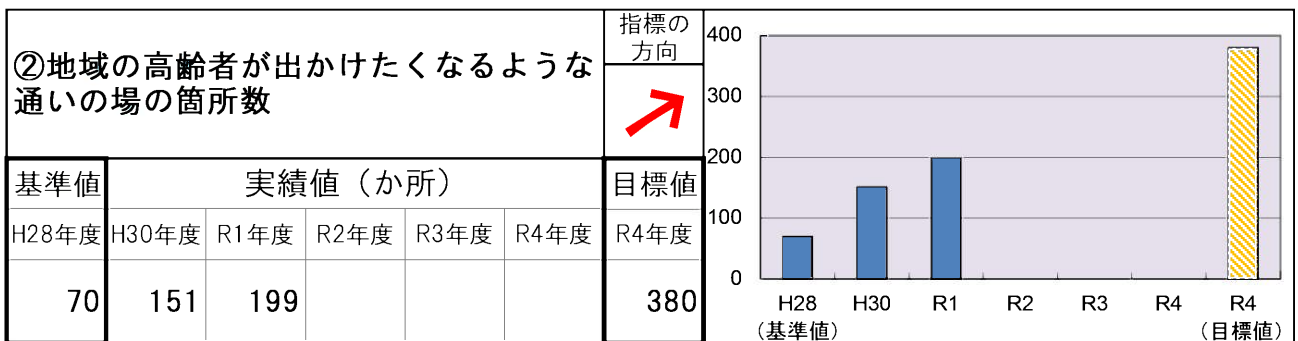 ②地域の高齢者が出かけたくなるような
通いの場の箇所数
指標の
方向
基準値 実績値（か所） 目標値
H28年度 H30年度 R1年度 R2年度 R3年度 R4年度 R4年度
70 151 199 380
400
300
200
100
0
H28 H30 R1 R2 R3 R4 R4
（基準値） （目標値）